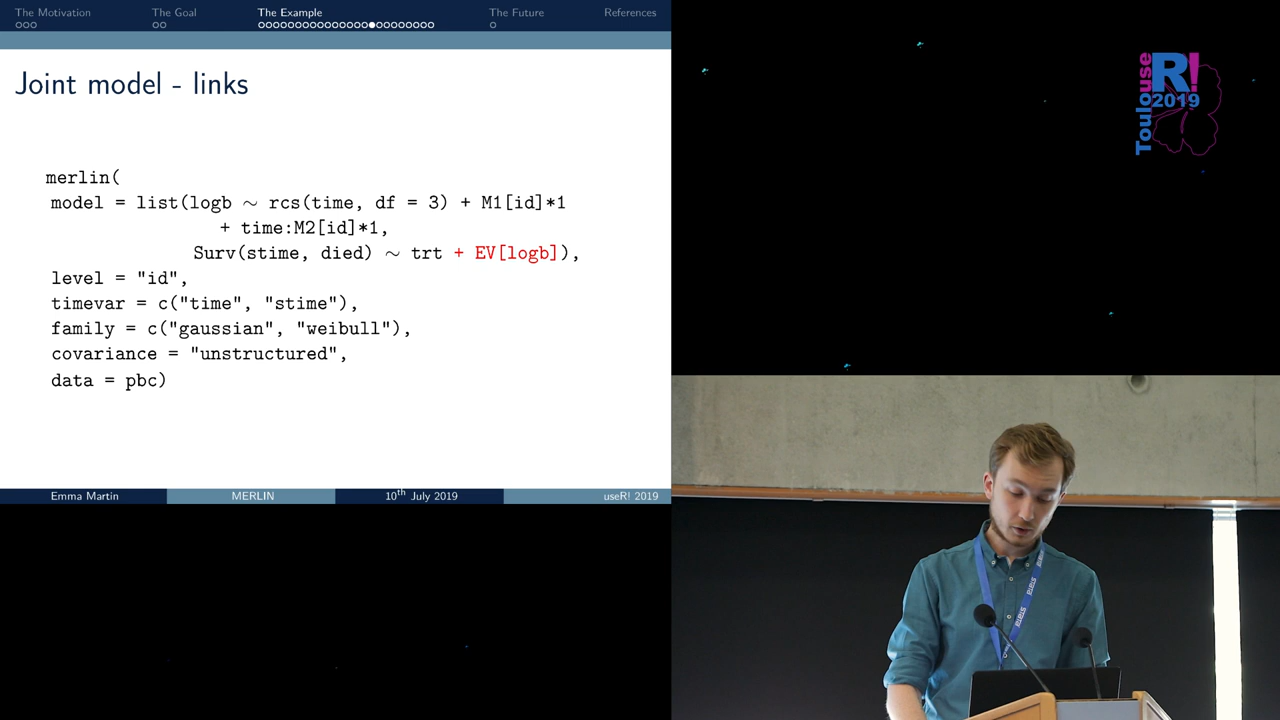 The Motivation
The Goal
The Example
The Future
References
Joint model - links
merlin(
model = list(logb ∼ rcs(time, df = 3) + M1[id]*1
+ time:M2[id]*1,
Surv(stime, died) ∼ trt + EV[logb]),
level = "id",
timevar = c("time", "stime"),
family = c("gaussian", "weibull"),
covariance = "unstructured",
data = pbc)
Emma Martin
MERLIN
10th July 2019
useR! 2019
Toulouse
R!
2019